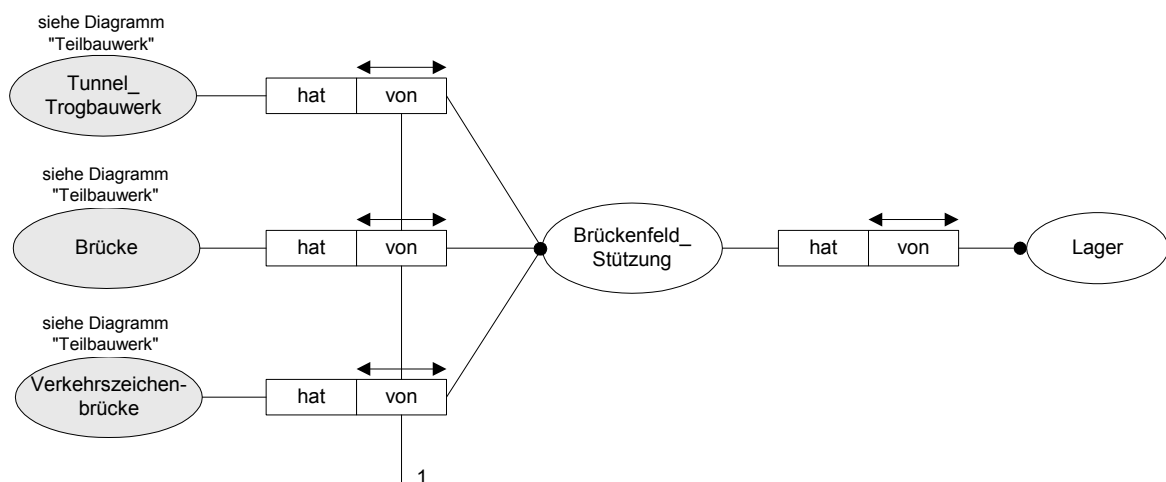 siehe Diagramm
"Teilbauwerk"
Tunnel_
Trogbauwerk
hat von
siehe Diagramm
"Teilbauwerk"
Brücke
hat von
Brückenfeld_
Stützung
hat von
Lager
siehe Diagramm
"Teilbauwerk"
Verkehrszeichen-
brücke
hat von
1